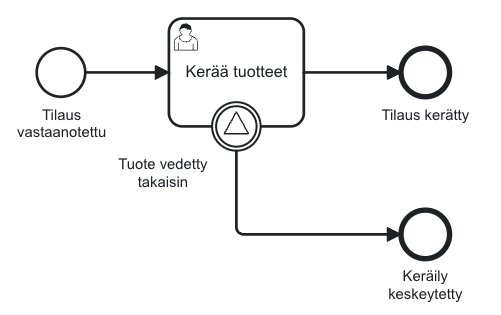 Kerää tuotteet
Tilaus
vastaanotettu
Tilaus kerätty
Tuote vedetty
takaisin
Keräily
keskeytetty